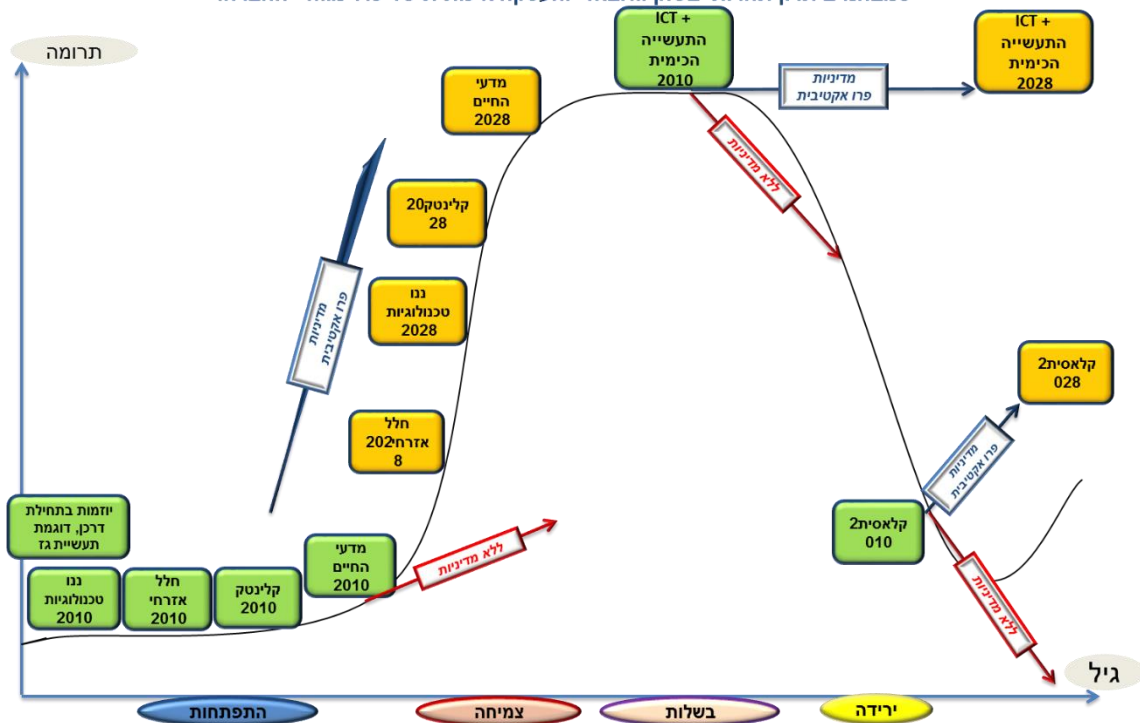 תרומה
ICT +
התעשייה
הכימית
2010
מדיניות
פרו אקטיבית
ICT +
התעשייה
הכימית
2028
מדעי
החיים
2028
ללא מדיניות
קלינטק20
28
מדיניות
פרו אקטיבית
ננו
טכנולוגיות
2028
קלאסית2
028
חלל
אזרחי202
8
מדיניות
פרו אקטיבית
יוזמות בתחילת
דרכן, דוגמת
תעשיית גז
קלאסית2
010
מדעי
החיים
2010
ללא מדיניות
ננו
טכנולוגיות
2010
חלל
אזרחי
2010
קלינטק
2010
ללא מדיניות
גיל
התפתחות
צמיחה
בשלות
ירידה